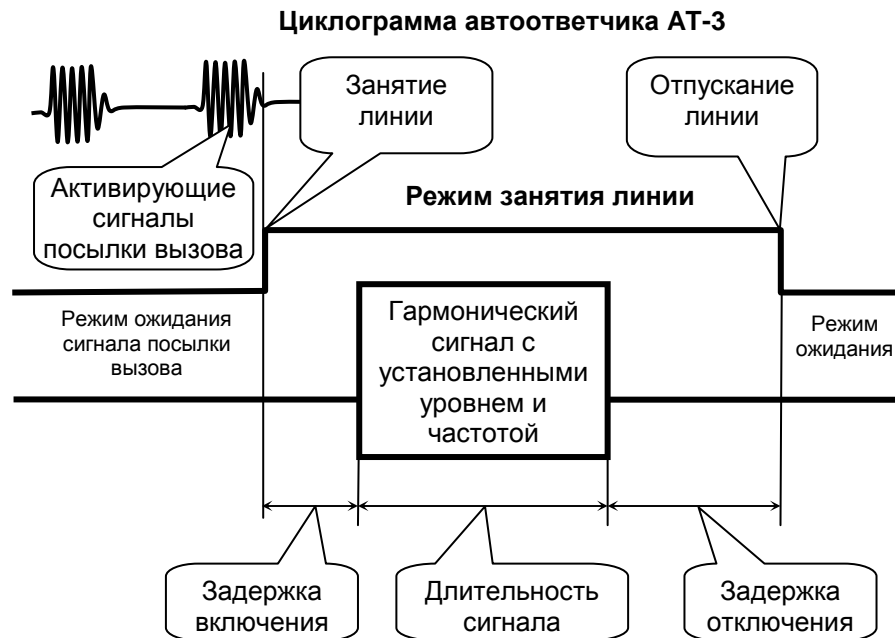 Циклограмма автоответчика АТ-3
Занятие
линии
Отпускание
линии
Активирующие
сигналы
посылки вызова
Режим занятия линии
Режим ожидания
сигнала посылки
вызова
Гармонический
сигнал с
установленными
уровнем и
частотой
Режим
ожидания
Задержка
включения
Длительность
сигнала
Задержка
отключения